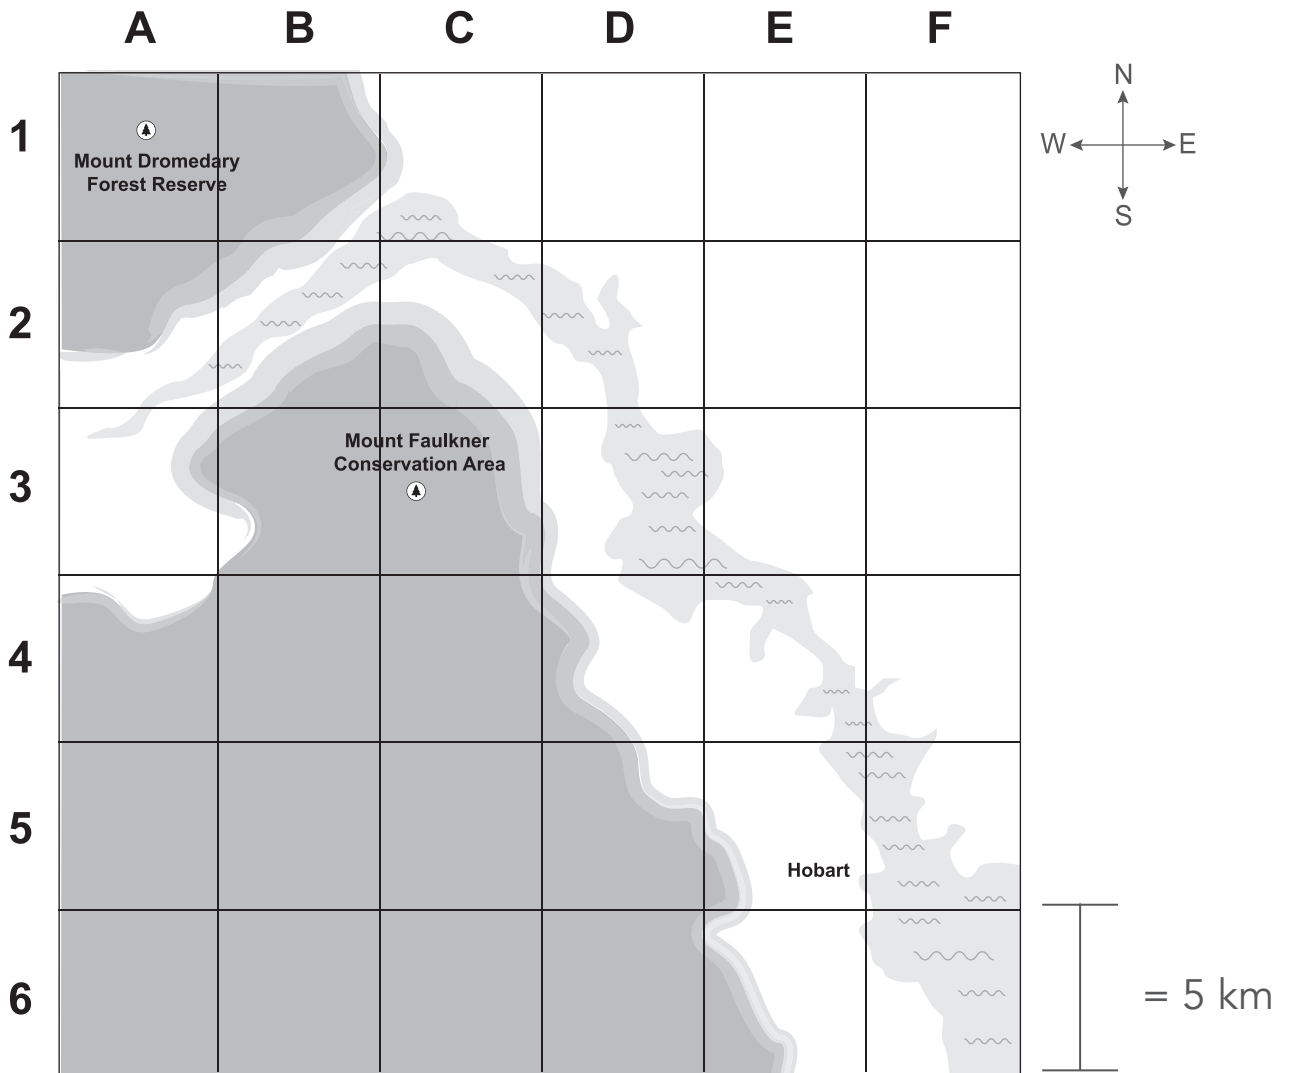 A B C D E F
N
1
W E
Mount Dromedary
Forest Reserve
S
2
Mount Faulkner
Conservation Area
3
4
5
Hobart
6
= 5 km